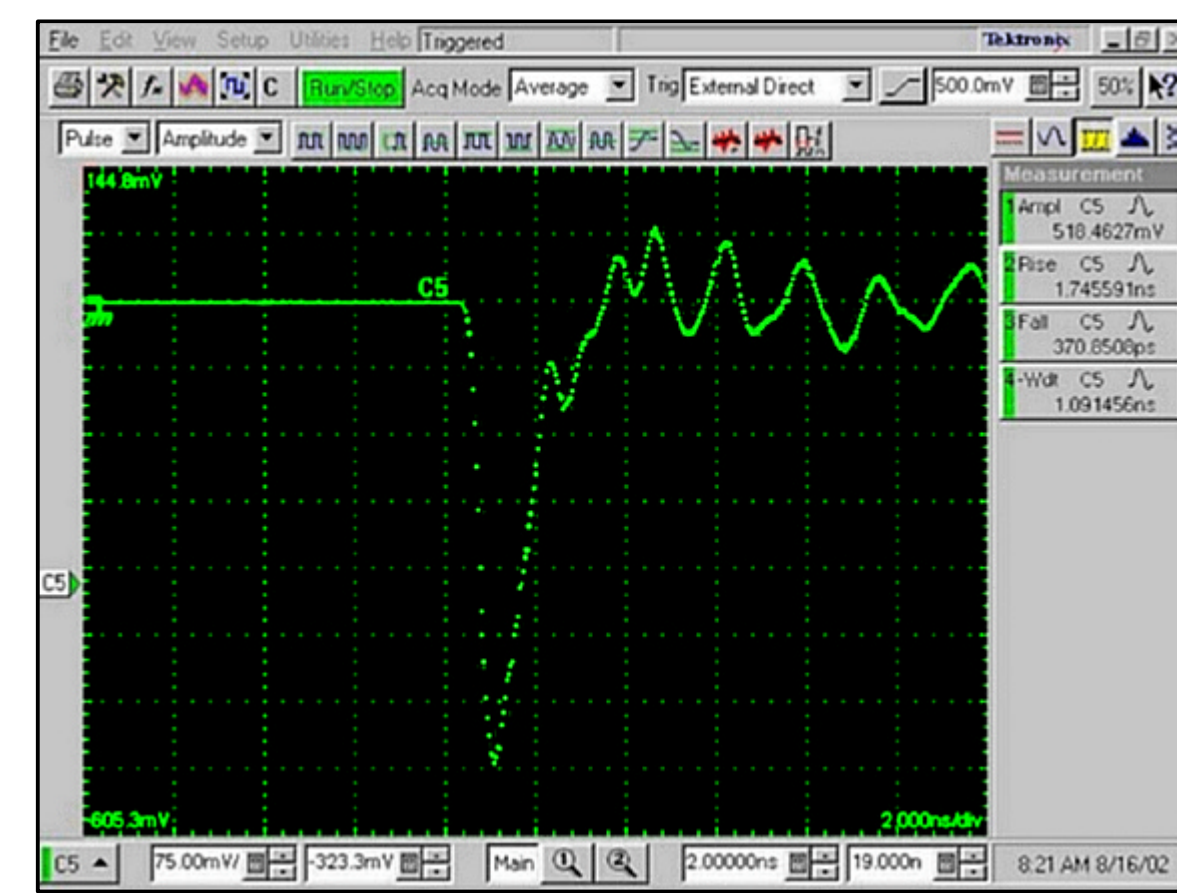 File Edit View Setup Utilities Help Triggered Tektronix
C Run/Stop Acq Mode Average Trig External Direct 500.0mV 50%
Pulse Amplitude
144.8mV
C5
C5
-605.3mV 2.000ns/div
Measurement
1 Ampl C5
518.4627mV
2 Rise C5
1.745591ns
3 Fall C5
370.8508ps
4 -Wdt C5
1.091456ns
C5 75.00mV/ -323.3mV Main 1 2 2.00000ns 19.000n 8:21 AM 8/16/02